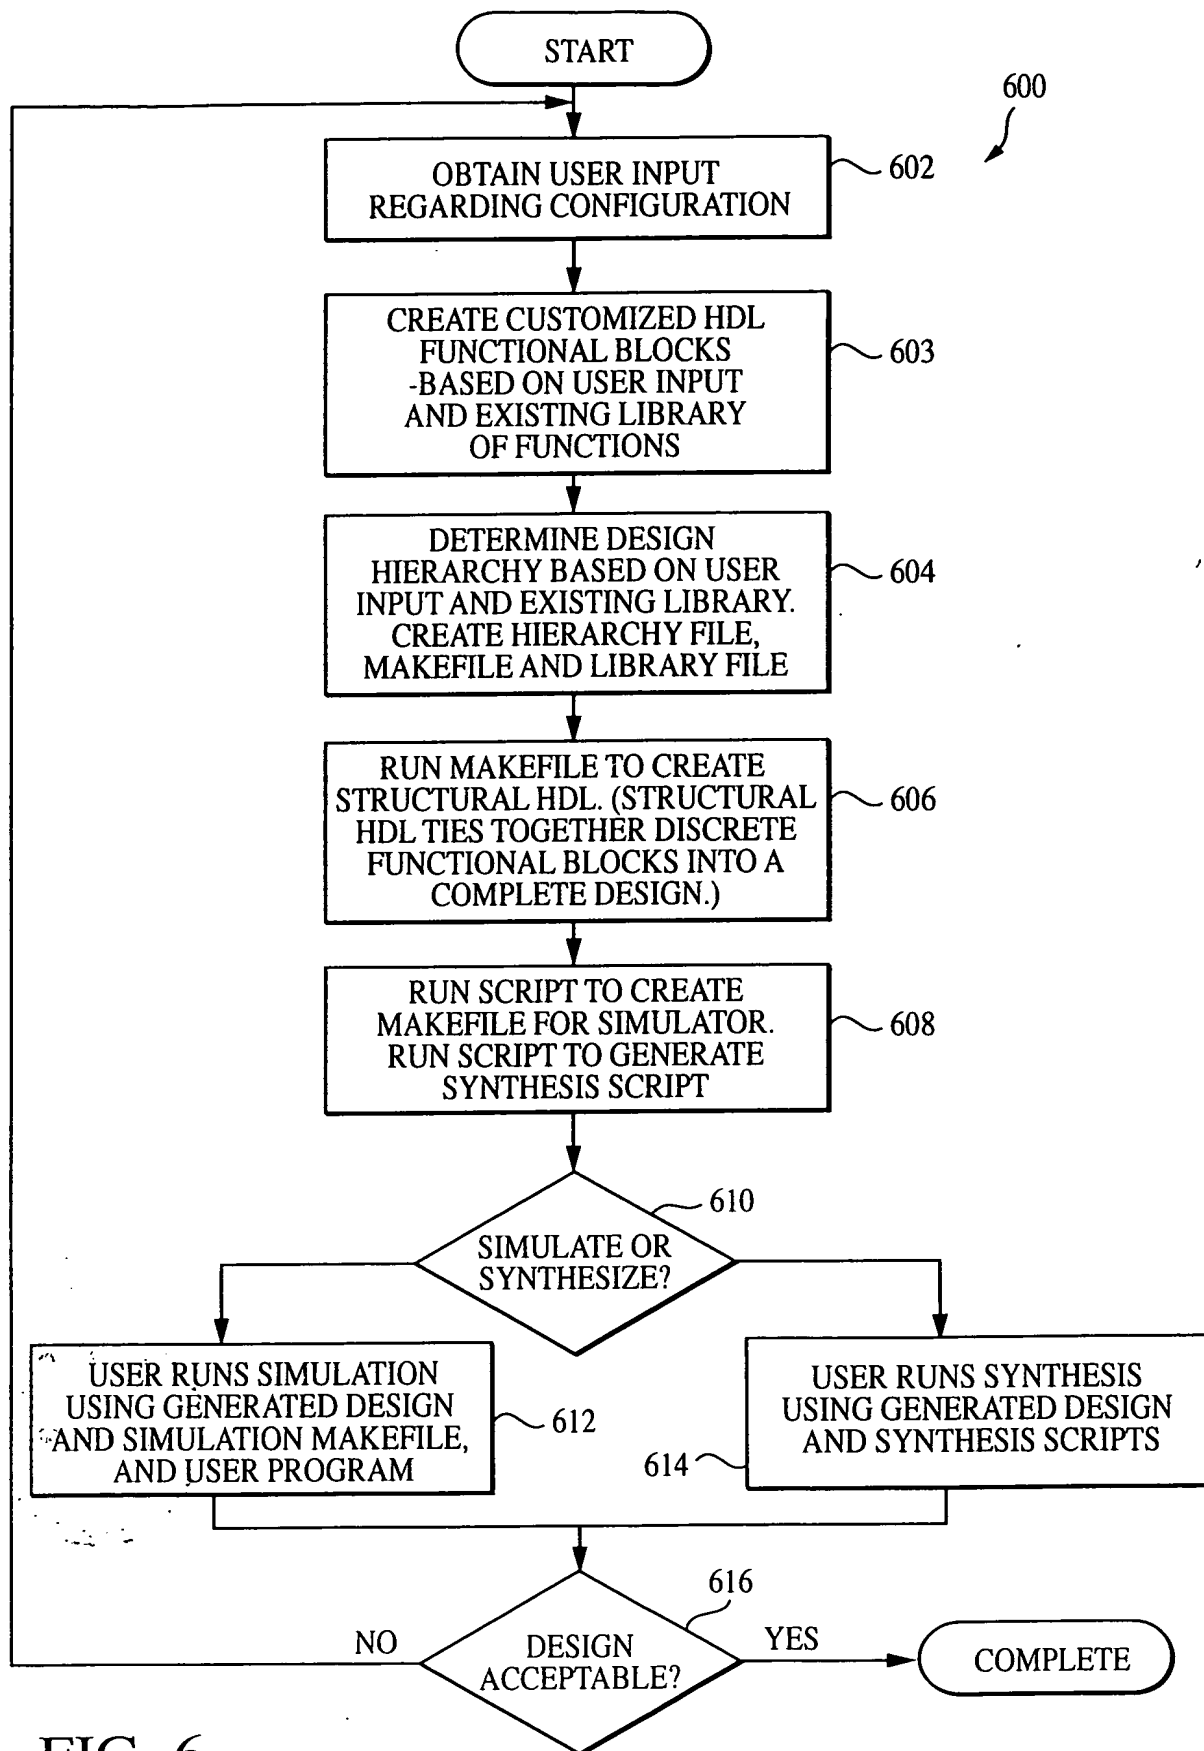 START
600
OBTAIN USER INPUT
REGARDING CONFIGURATION
602
CREATE CUSTOMIZED HDL
FUNCTIONAL BLOCKS
-BASED ON USER INPUT
AND EXISTING LIBRARY
OF FUNCTIONS
603
DETERMINE DESIGN
HIERARCHY BASED ON USER
INPUT AND EXISTING LIBRARY.
CREATE HIERARCHY FILE,
MAKEFILE AND LIBRARY FILE
604
RUN MAKEFILE TO CREATE
STRUCTURAL HDL. (STRUCTURAL
HDL TIES TOGETHER DISCRETE
FUNCTIONAL BLOCKS INTO A
COMPLETE DESIGN.)
606
RUN SCRIPT TO CREATE
MAKEFILE FOR SIMULATOR.
RUN SCRIPT TO GENERATE
SYNTHESIS SCRIPT
608
610
SIMULATE OR
SYNTHESIZE?
USER RUNS SIMULATION
USING GENERATED DESIGN
AND SIMULATION MAKEFILE,
AND USER PROGRAM
612
USER RUNS SYNTHESIS
USING GENERATED DESIGN
AND SYNTHESIS SCRIPTS
614
616
NO
DESIGN
ACCEPTABLE?
YES
COMPLETE
FIG. 6